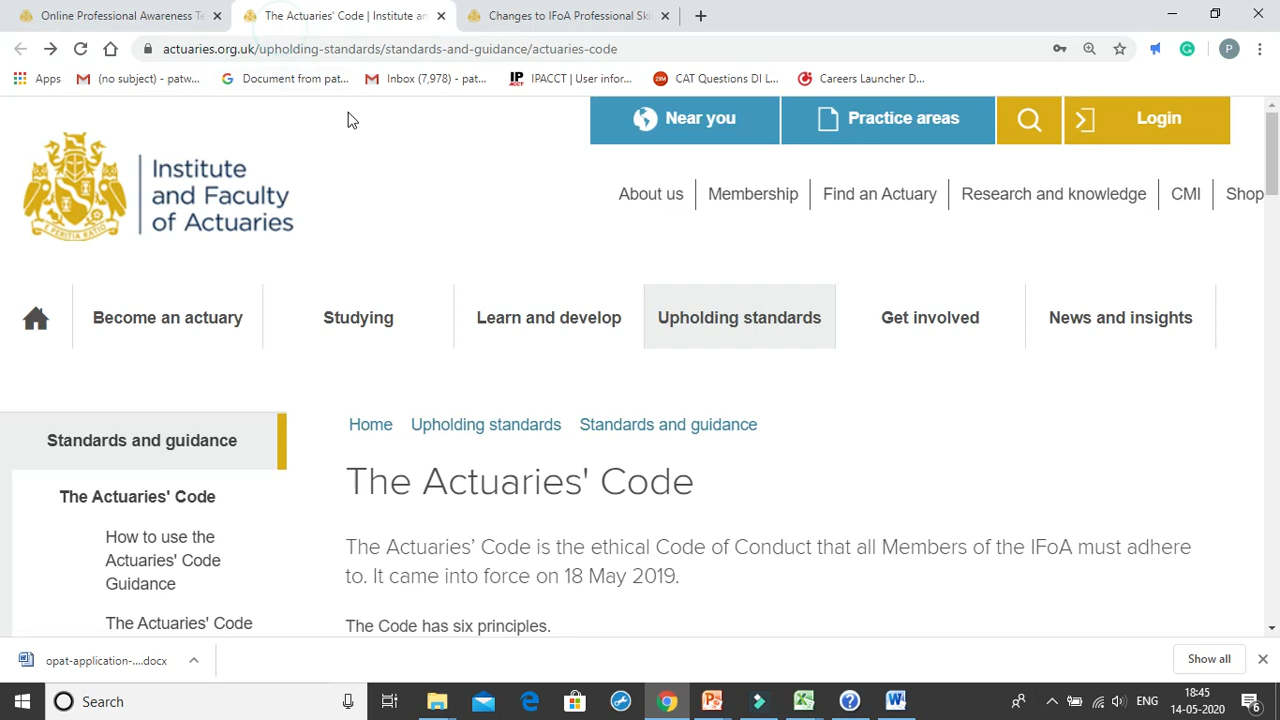 Online Professional Awareness Te
The Actuaries' Code | Institute an
Changes to IFoA Professional Ski
actuaries.org.uk/upholding-standards/standards-and-guidance/actuaries-code
P
Apps
(no subject) - patw...
Document from pat...
Inbox (7,978) - pat...
IPACCT | User infor...
CAT Questions DI L...
Careers Launcher D...
Near you
Practice areas
Login
Institute
and Faculty
of Actuaries
About us
Membership
Find an Actuary
Research and knowledge
CMI
Shop
Become an actuary
Studying
Learn and develop
Upholding standards
Get involved
News and insights
Standards and guidance
The Actuaries' Code
How to use the
Actuaries' Code
Guidance
The Actuaries' Code
Home
Upholding standards
Standards and guidance
The Actuaries' Code
The Actuaries’ Code is the ethical Code of Conduct that all Members of the IFoA must adhere
to. It came into force on 18 May 2019.
The Code has six principles.
opat-application-....docx
Show all
Search
ENG
18:45
14-05-2020
6